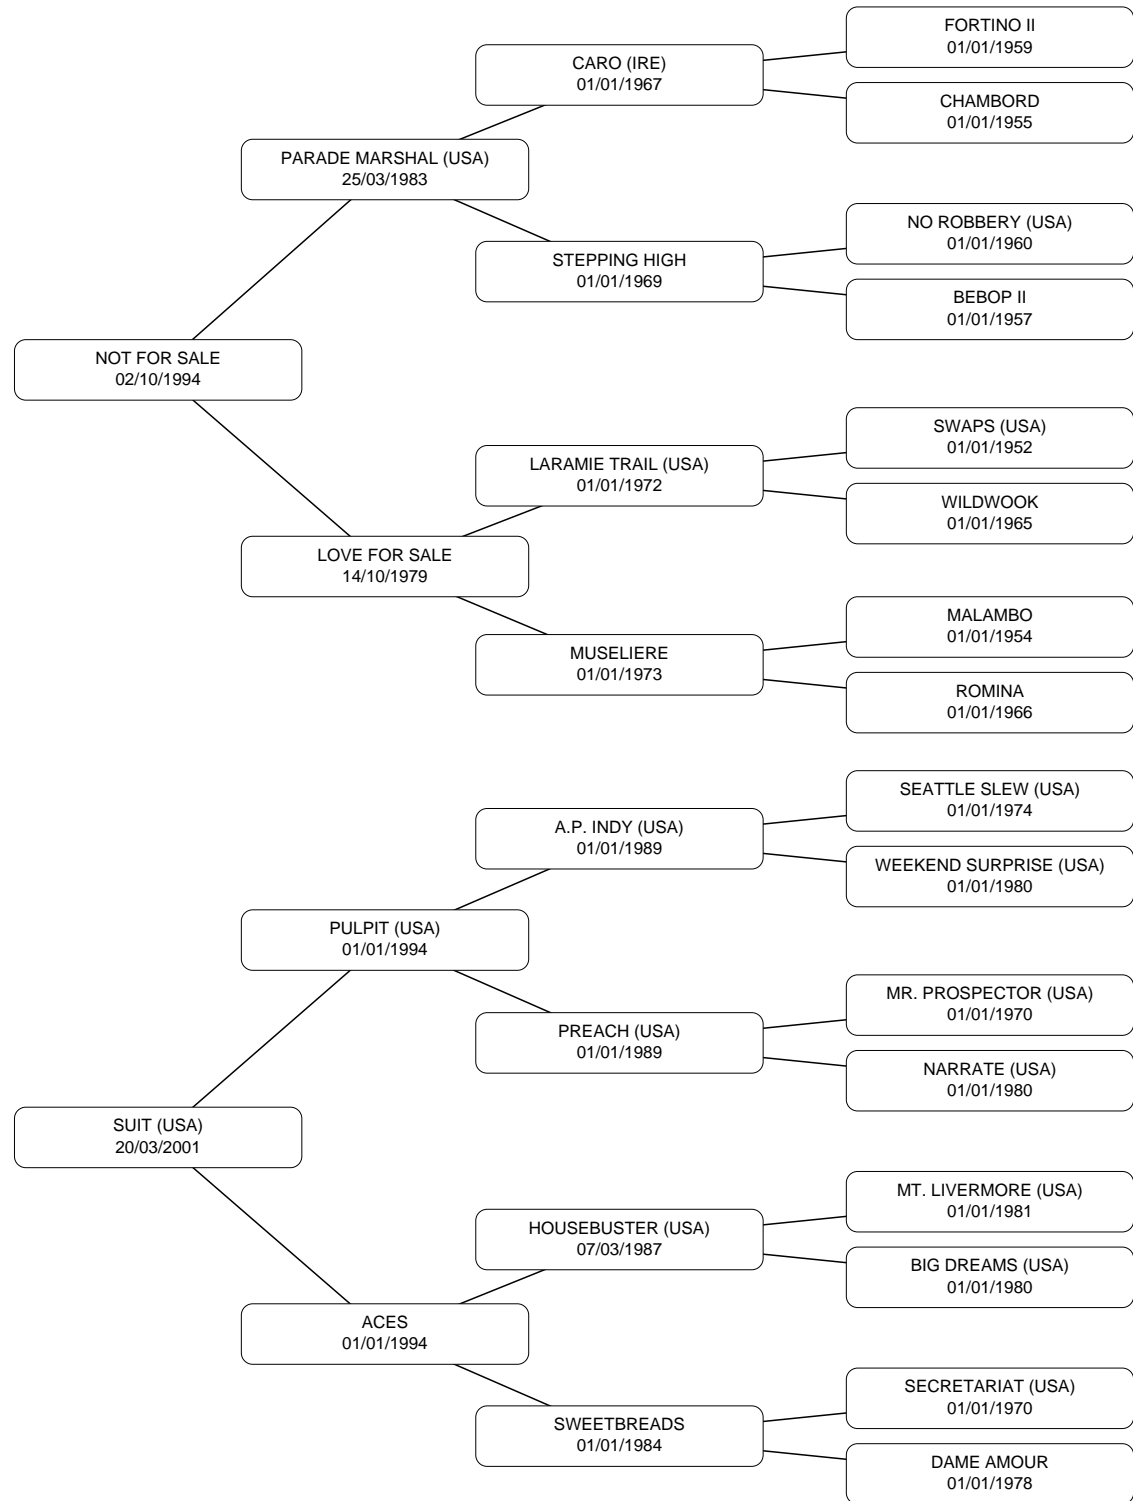 FORTINO II
01/01/1959
CARO (IRE)
01/01/1967
CHAMBORD
01/01/1955
PARADE MARSHAL (USA)
25/03/1983
NO ROBBERY (USA)
01/01/1960
STEPPING HIGH
01/01/1969
BEBOP II
01/01/1957
NOT FOR SALE
02/10/1994
SWAPS (USA)
01/01/1952
LARAMIE TRAIL (USA)
01/01/1972
WILDWOOK
01/01/1965
LOVE FOR SALE
14/10/1979
MALAMBO
01/01/1954
MUSELIERE
01/01/1973
ROMINA
01/01/1966
SEATTLE SLEW (USA)
01/01/1974
A.P. INDY (USA)
01/01/1989
WEEKEND SURPRISE (USA)
01/01/1980
PULPIT (USA)
01/01/1994
MR. PROSPECTOR (USA)
01/01/1970
PREACH (USA)
01/01/1989
NARRATE (USA)
01/01/1980
SUIT (USA)
20/03/2001
MT. LIVERMORE (USA)
01/01/1981
HOUSEBUSTER (USA)
07/03/1987
BIG DREAMS (USA)
01/01/1980
ACES
01/01/1994
SECRETARIAT (USA)
01/01/1970
SWEETBREADS
01/01/1984
DAME AMOUR
01/01/1978